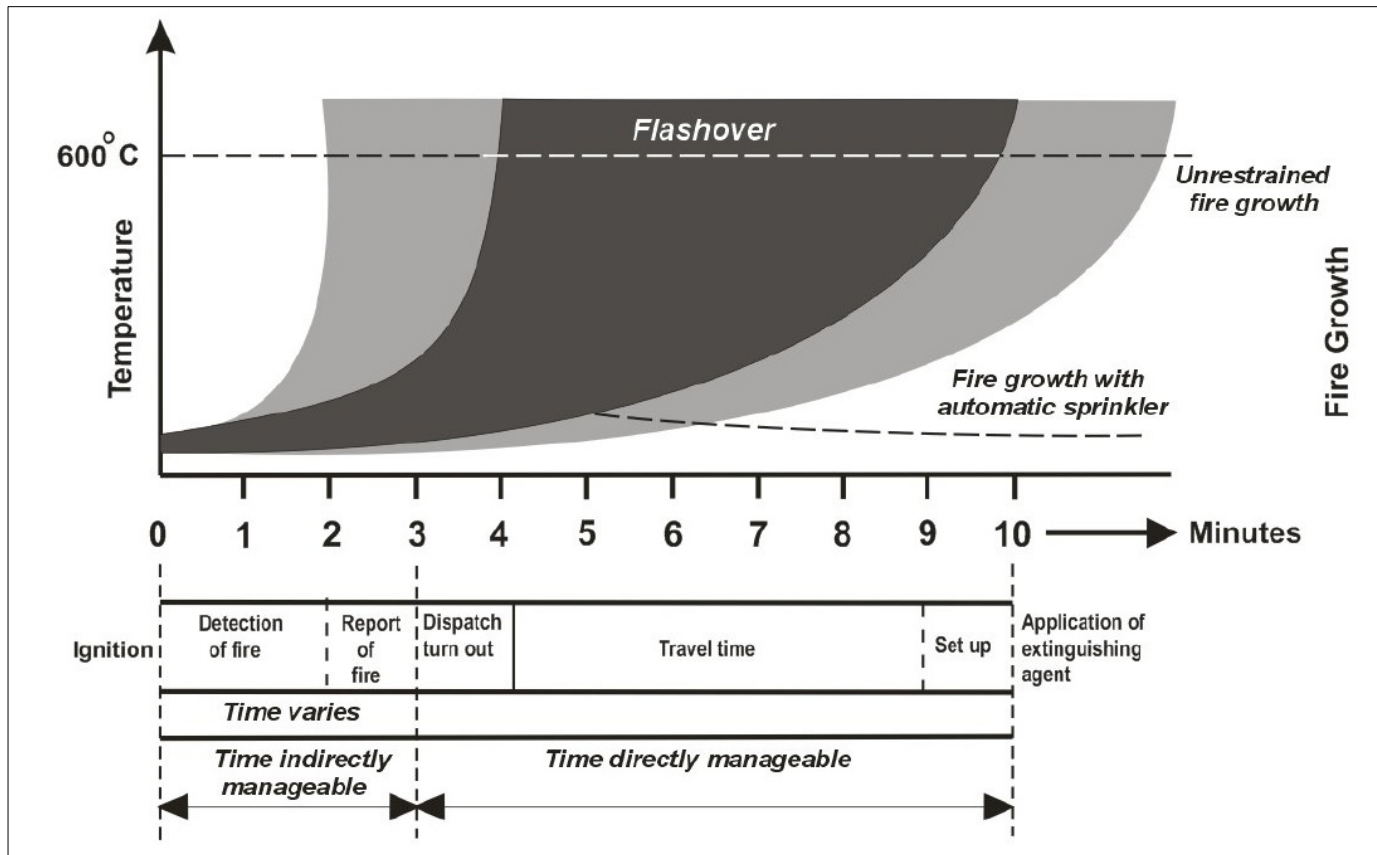 600°C
Temperature
Flashover
Unrestrained
fire growth
Fire growth with
automatic sprinkler
Fire Growth
0 1 2 3 4 5 6 7 8 9 10 Minutes
Ignition
Detection
of fire
Report
of
fire
Dispatch
turn out
Travel time
Set up
Application of
extinguishing
agent
Time varies
Time indirectly
manageable
Time directly manageable